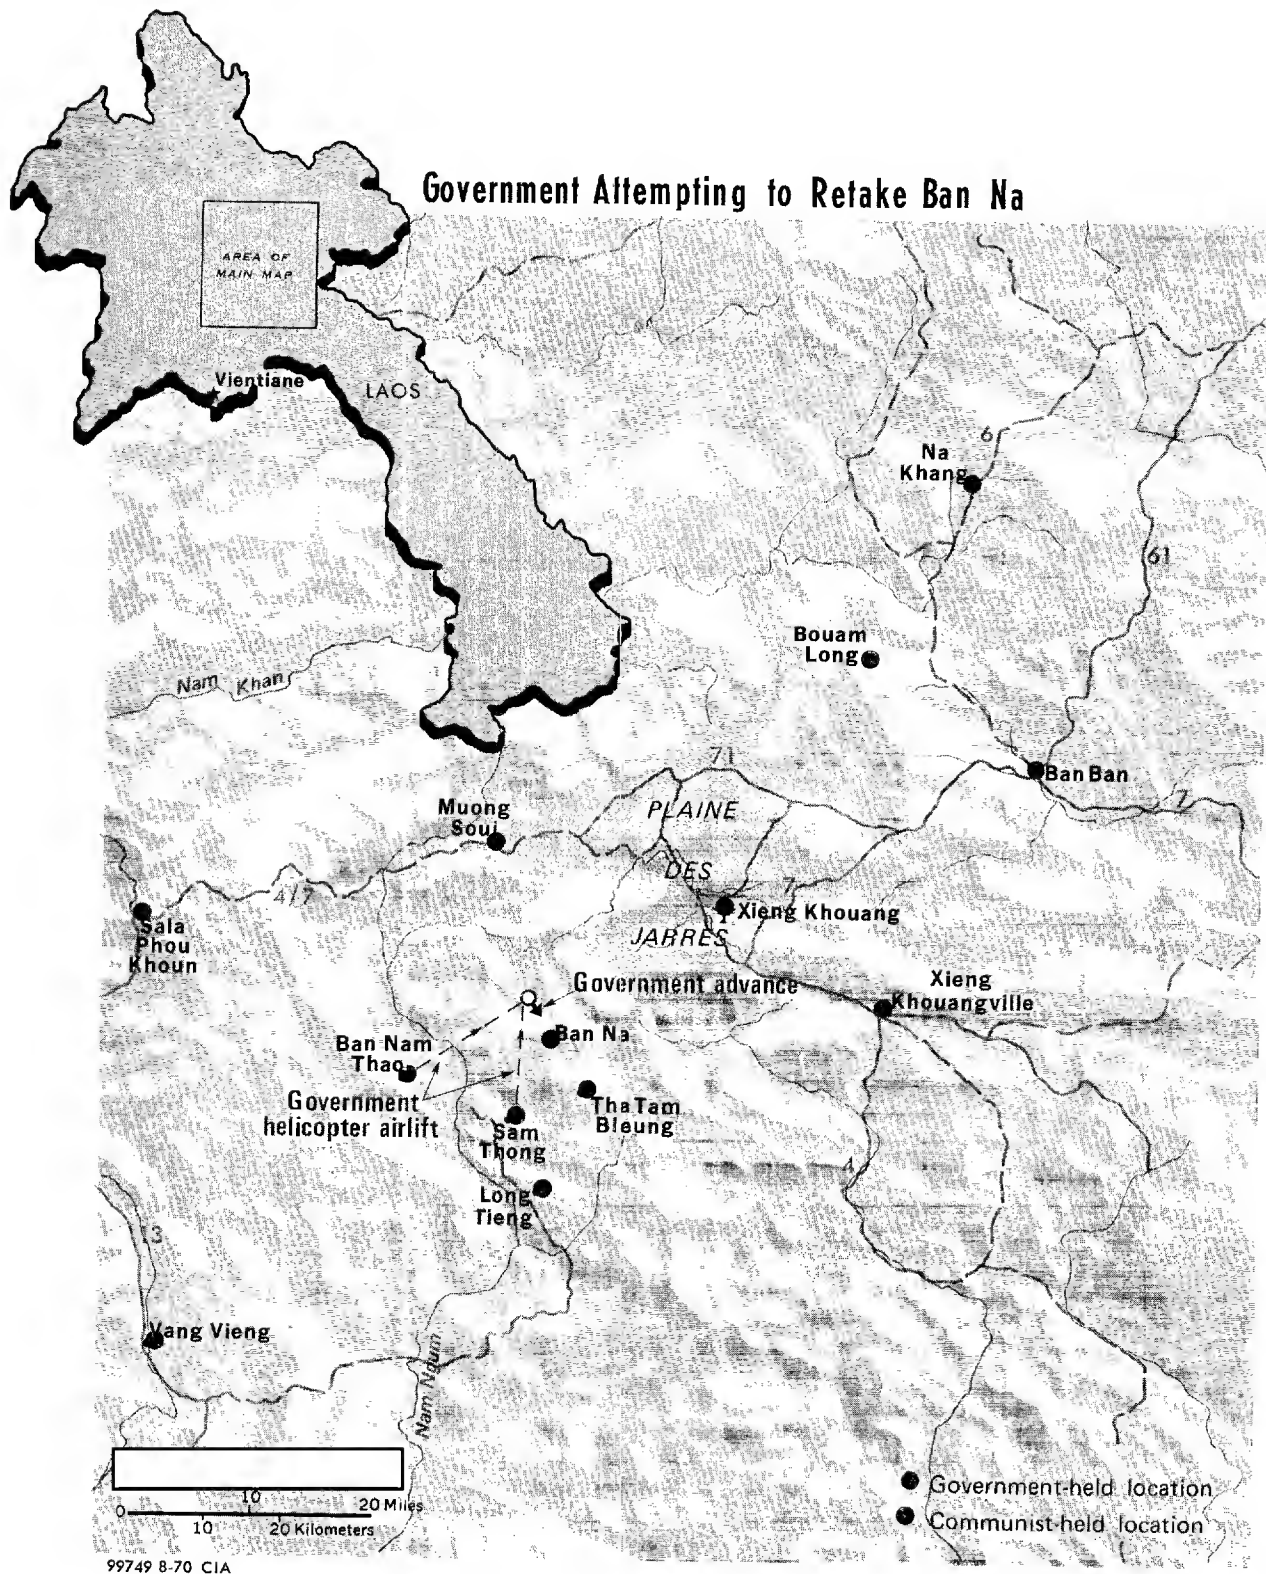 Government Attempting to Retake Ban Na
AREA OF
MAIN MAP
Vientiane
LAOS
6
Na
Khang
61
Bouam
Long
Nam Khan
71
Ban Ban
7
PLAINE
Muong
Soui
DES
7
4/7
Xieng Khouang
JARRES
Sala
Phou
Khoun
Government advance
Xieng
Khouangville
Ban Na
Ban Nam
Thao
Government
helicopter airlift
Tha Tam
Bleung
Sam
Thong
4
Long
Tieng
13
Vang Vieng
Nam Ngum
0 10 20 Miles
10 20 Kilometers
Government-held location
Communist-held location
99749 8-70 CIA